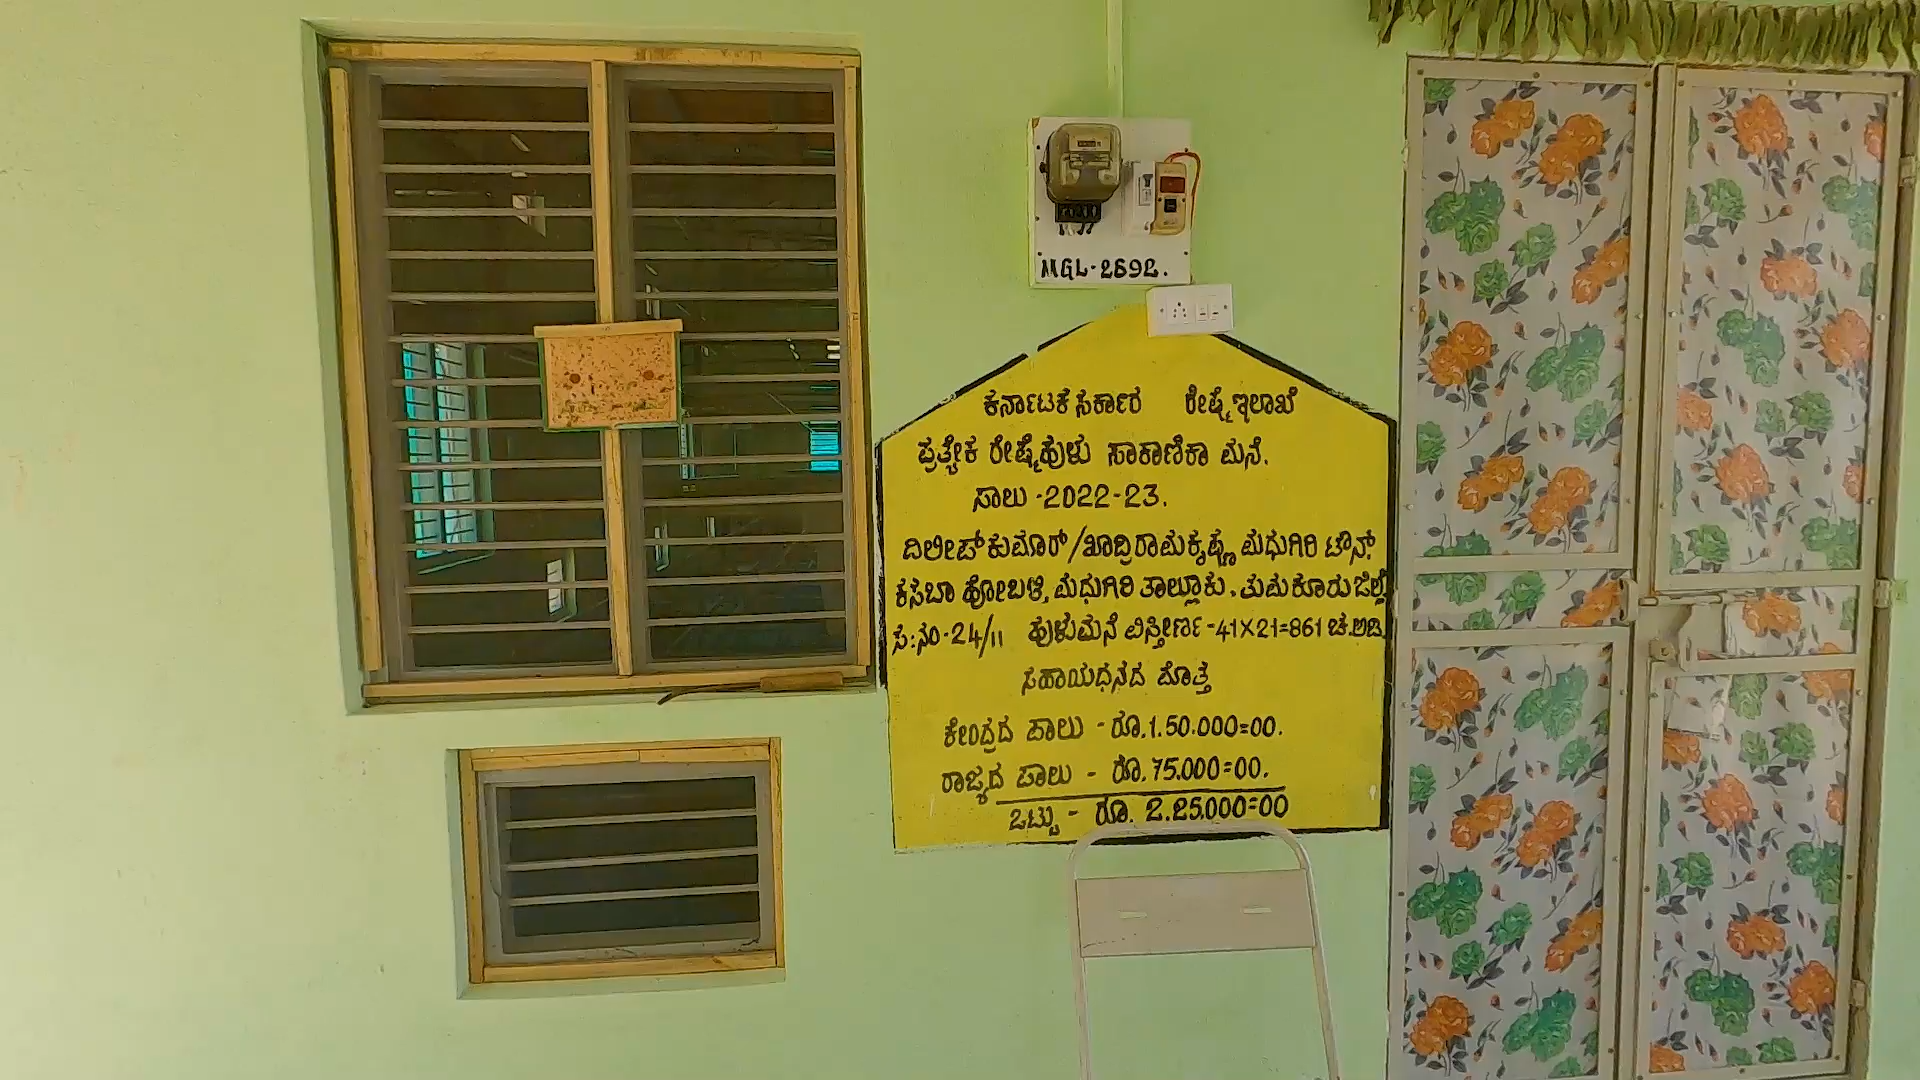 MGL-2692.
ಕರ್ನಾಟಕ ಸರ್ಕಾರ ರೇಷ್ಮೆ ಇಲಾಖೆ
ಪ್ರತ್ಯೇಕ ರೇಷ್ಮೆಹುಳು ಸಾಕಾಣಿಕಾ ಮನೆ.
ಸಾಲು -2022-23.
ದಿಲೀಪ್ ಕುಮಾರ್/ಖಾದ್ರಿರಾಮಕೃಷ್ಣ ಮಧುಗಿರಿ ಟೌನ್.
ಕಸಬಾ ಹೋಬಳಿ, ಮಧುಗಿರಿ ತಾಲ್ಲೂಕು. ತುಮಕೂರು ಜಿಲ್ಲೆ
ಸ:ನಂ-24/11 ಹುಳುಮನೆ ವಿಸ್ತೀರ್ಣ-41X21=861 ಚ.ಅಡಿ
ಸಹಾಯಧನದ ಮೊತ್ತ
ಕೇಂದ್ರದ ಪಾಲು - ರೂ.1.50.000=00.
ರಾಜ್ಯದ ಪಾಲು - ರೂ.75.000=00.
ಒಟ್ಟು - ರೂ. 2.25.000=00